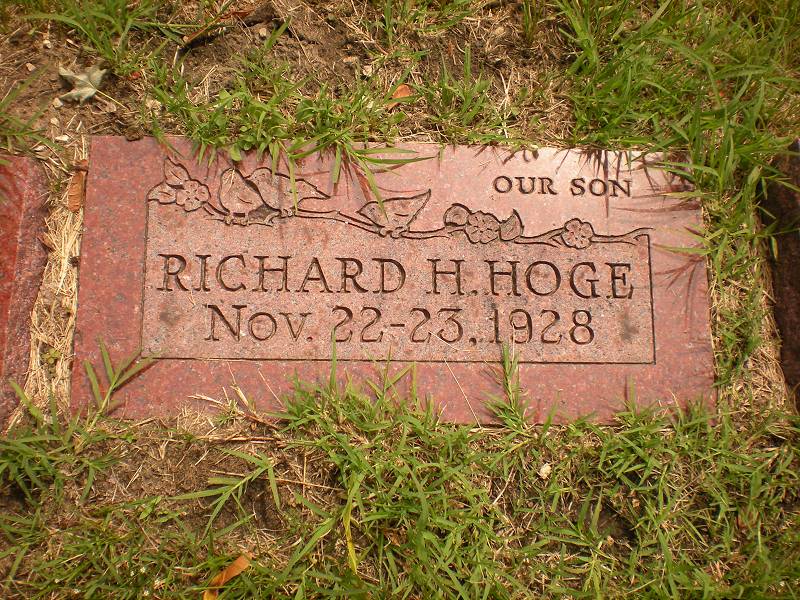 OUR SON
RICHARD H. HOGE
NOV. 22-23, 1928